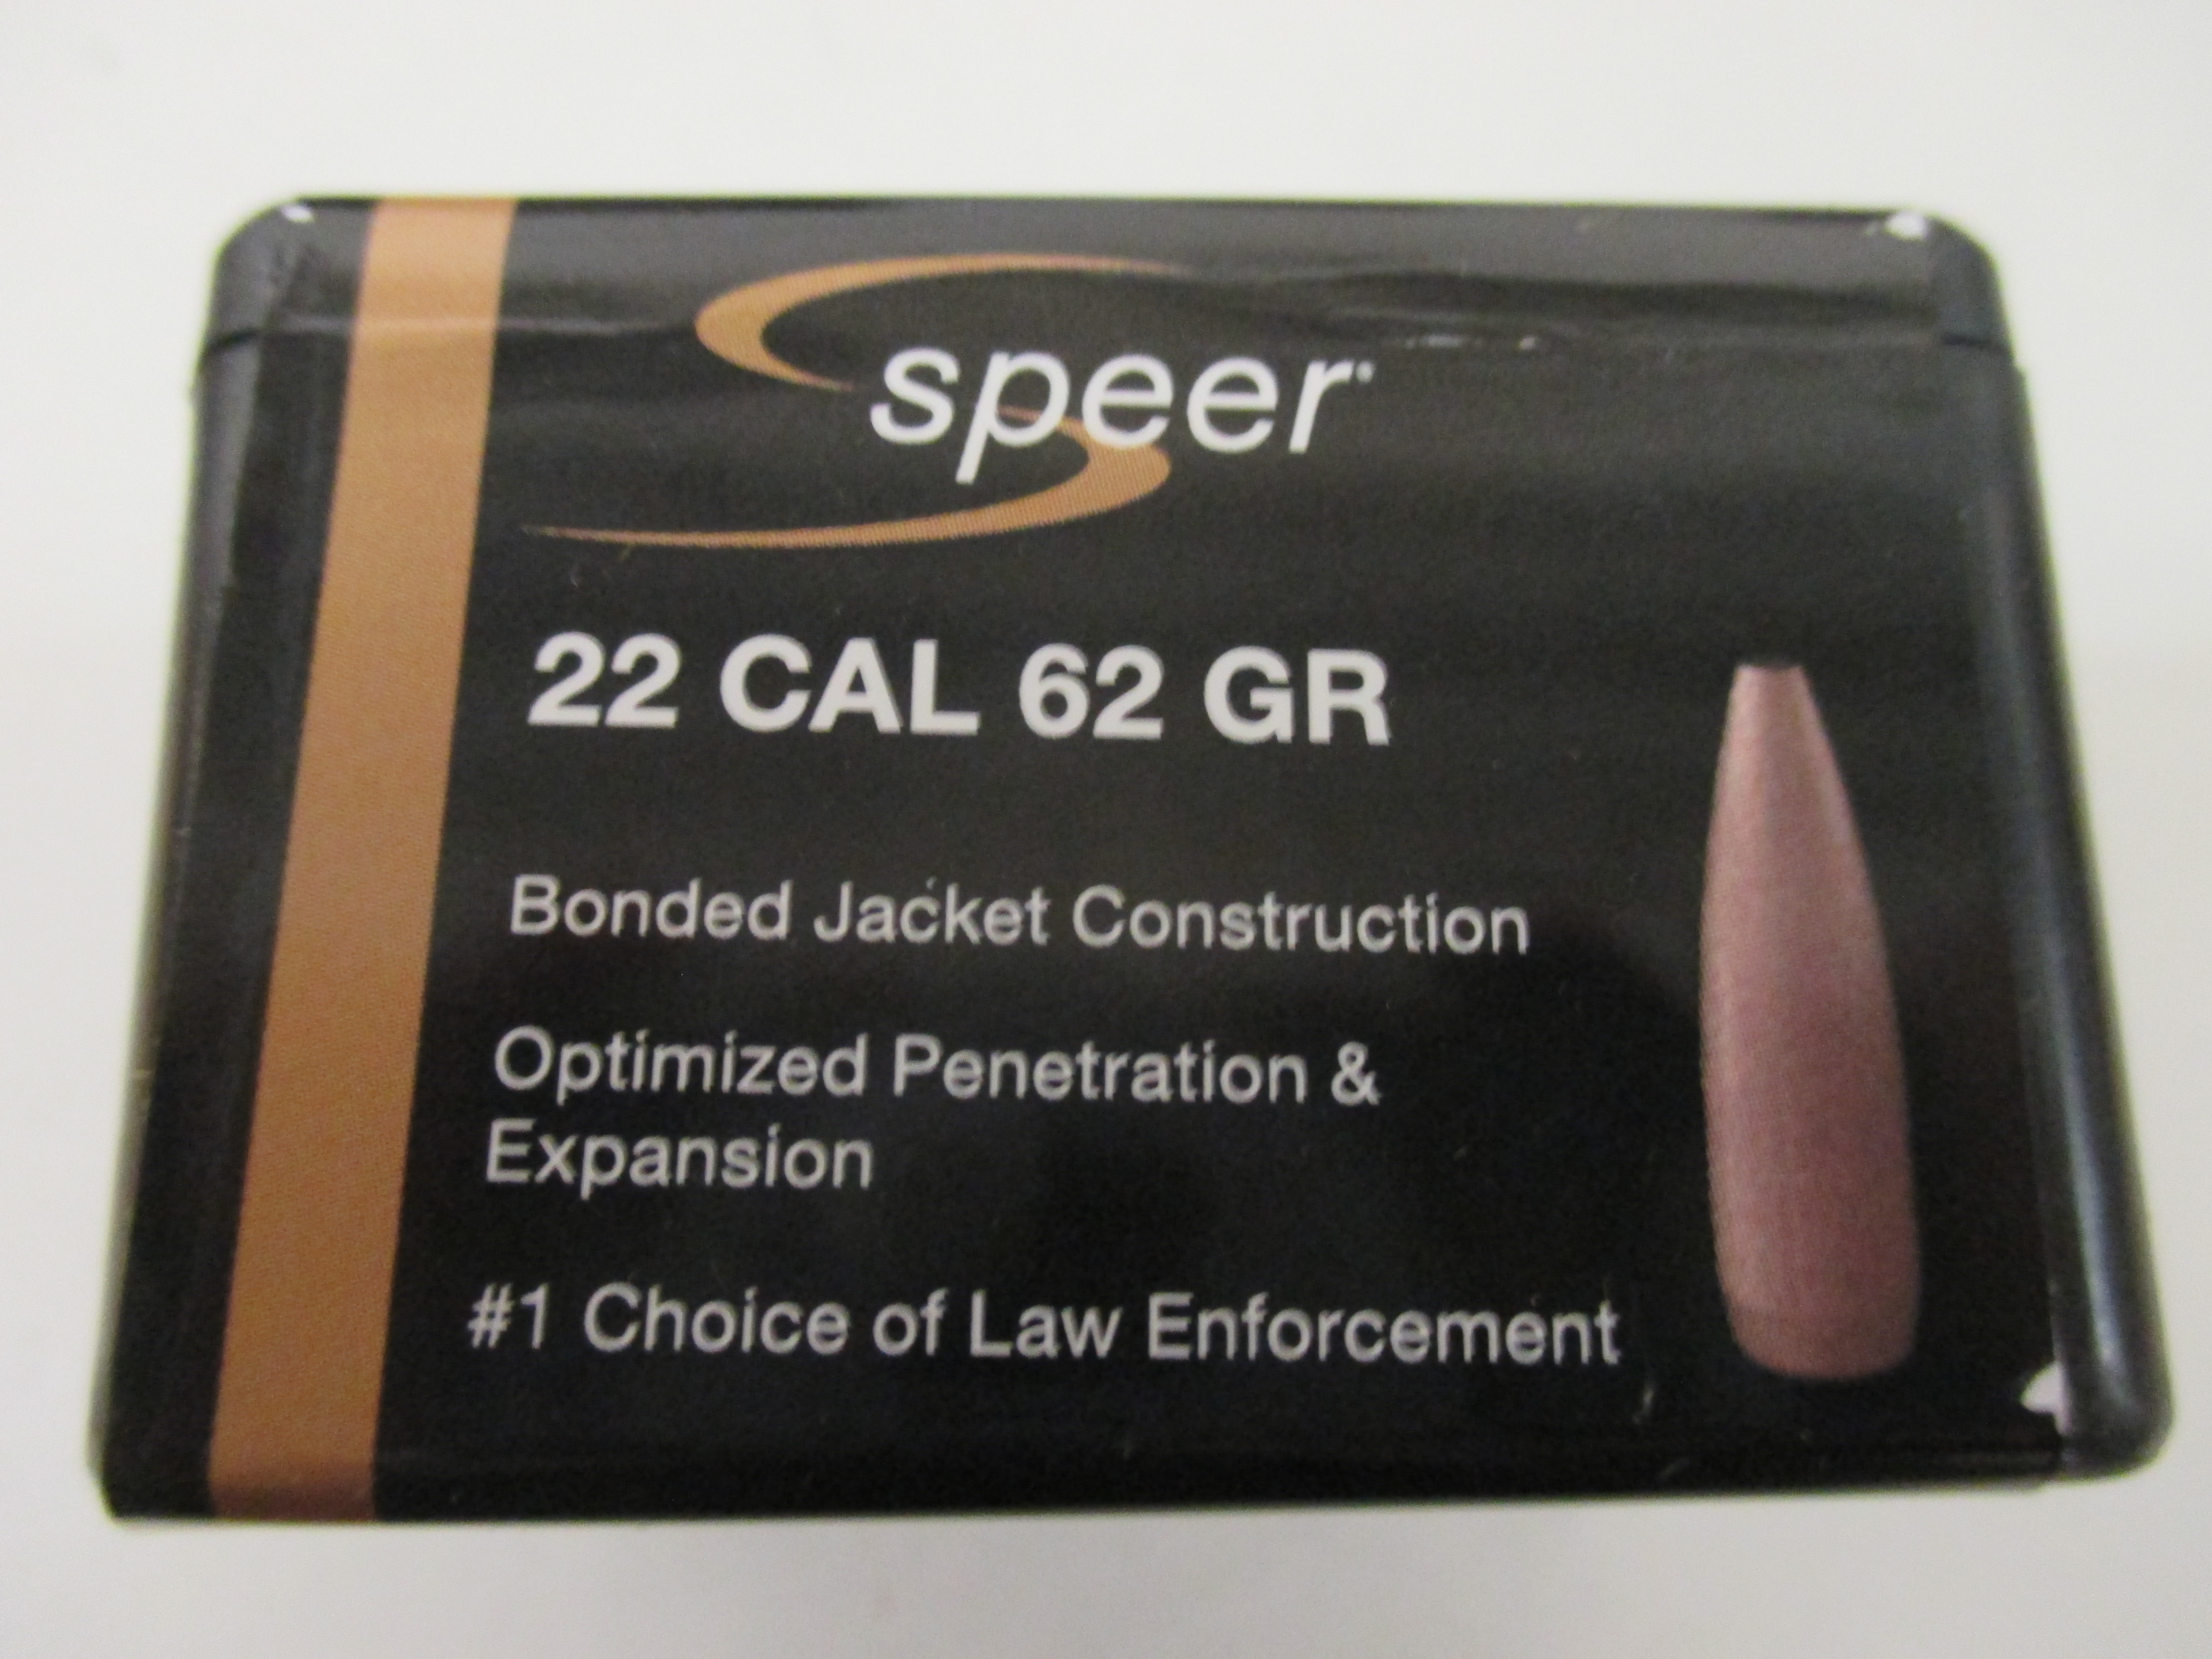 speer
22 CAL 62 GR
Bonded Jacket Construction
Optimized Penetration &
Expansion
#1 Choice of Law Enforcement